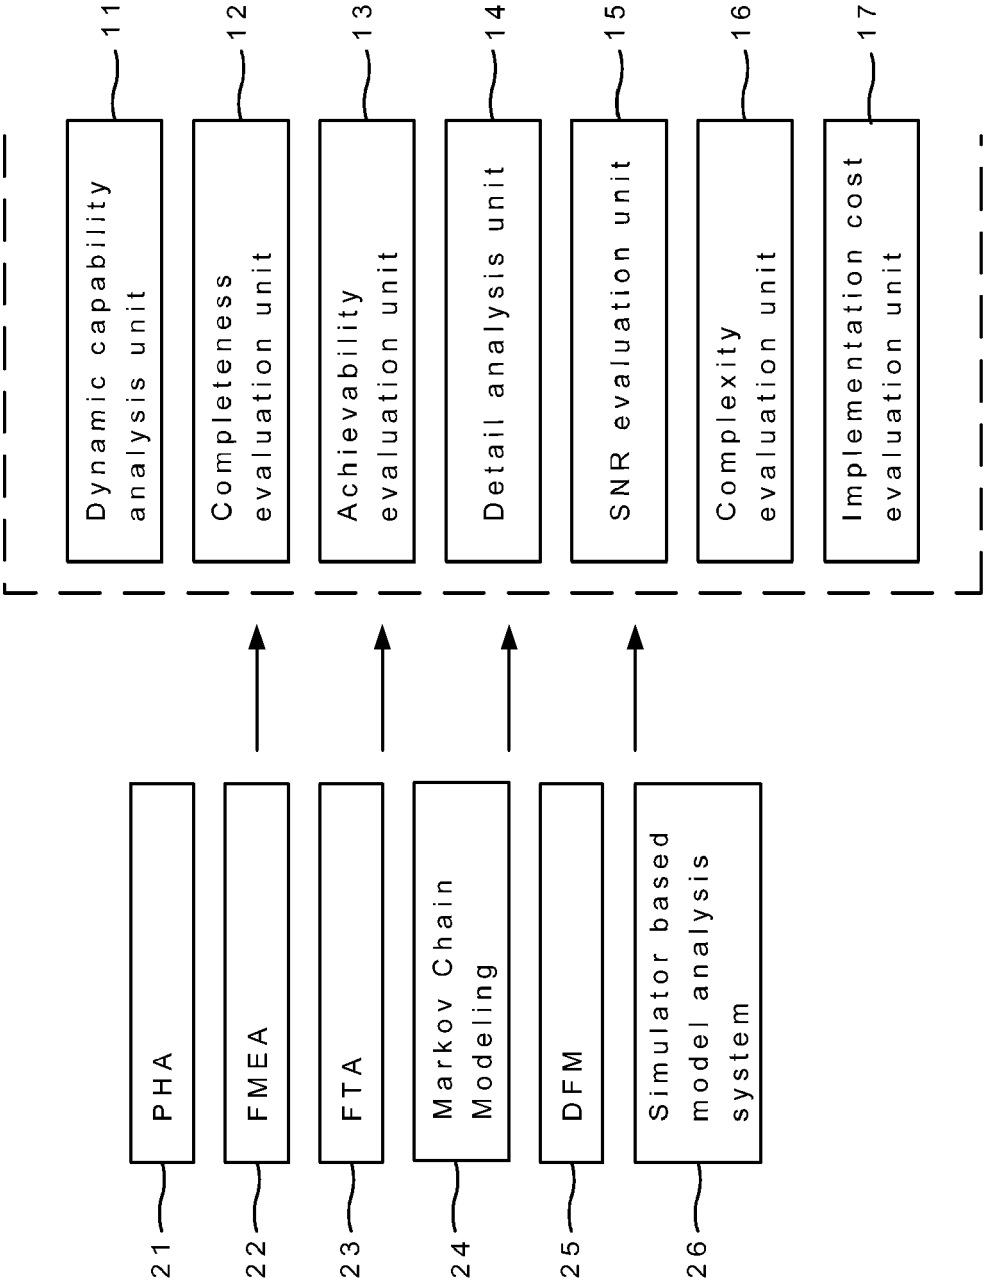 21
PHA
22
FMEA
23
FTA
24
Markov Chain
Modeling
25
DFM
26
Simulator based
model analysis
system
11
Dynamic capability
analysis unit
12
Completeness
evaluation unit
13
Achievability
evaluation unit
14
Detail analysis unit
15
SNR evaluation unit
16
Complexity
evaluation unit
17
Implementation cost
evaluation unit